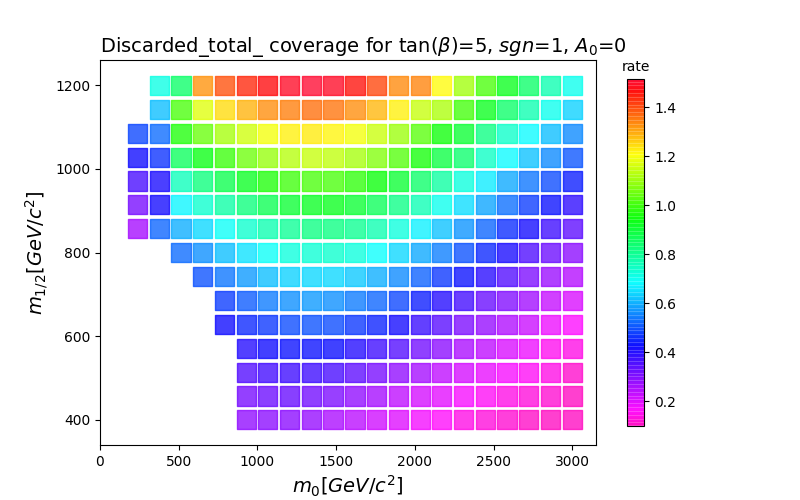 Discarded_total_ coverage for tan(β)=5, sgn=1, A₀=0
rate
1200
1000
800
600
400
1.4
1.2
1.0
0.8
0.6
0.4
0.2
m₁/₂[GeV/c²]
0 500 1000 1500 2000 2500 3000
m₀[GeV/c²]